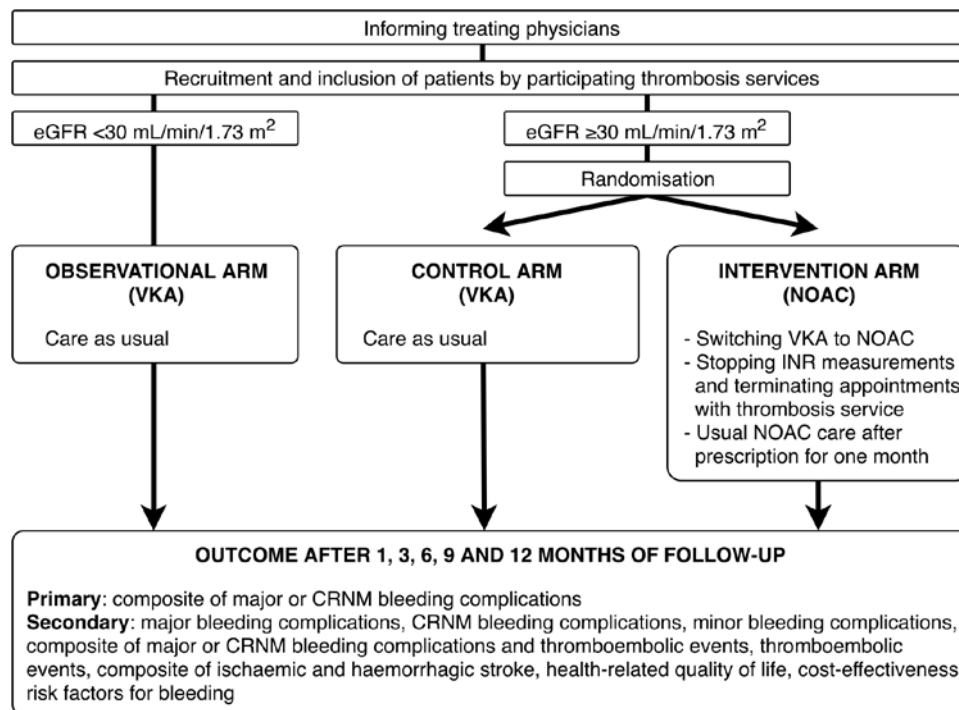 Informing treating physicians
Recruitment and inclusion of patients by participating thrombosis services
eGFR <30 mL/min/1.73 m²
eGFR ≥30 mL/min/1.73 m²
Randomisation
OBSERVATIONAL ARM
(VKA)
Care as usual
CONTROL ARM
(VKA)
Care as usual
INTERVENTION ARM
(NOAC)
- Switching VKA to NOAC
- Stopping INR measurements
and terminating appointments
with thrombosis service
- Usual NOAC care after
prescription for one month
OUTCOME AFTER 1, 3, 6, 9 AND 12 MONTHS OF FOLLOW-UP
Primary: composite of major or CRNM bleeding complications
Secondary: major bleeding complications, CRNM bleeding complications, minor bleeding complications,
composite of major or CRNM bleeding complications and thromboembolic events, thromboembolic
events, composite of ischaemic and haemorrhagic stroke, health-related quality of life, cost-effectiveness
risk factors for bleeding